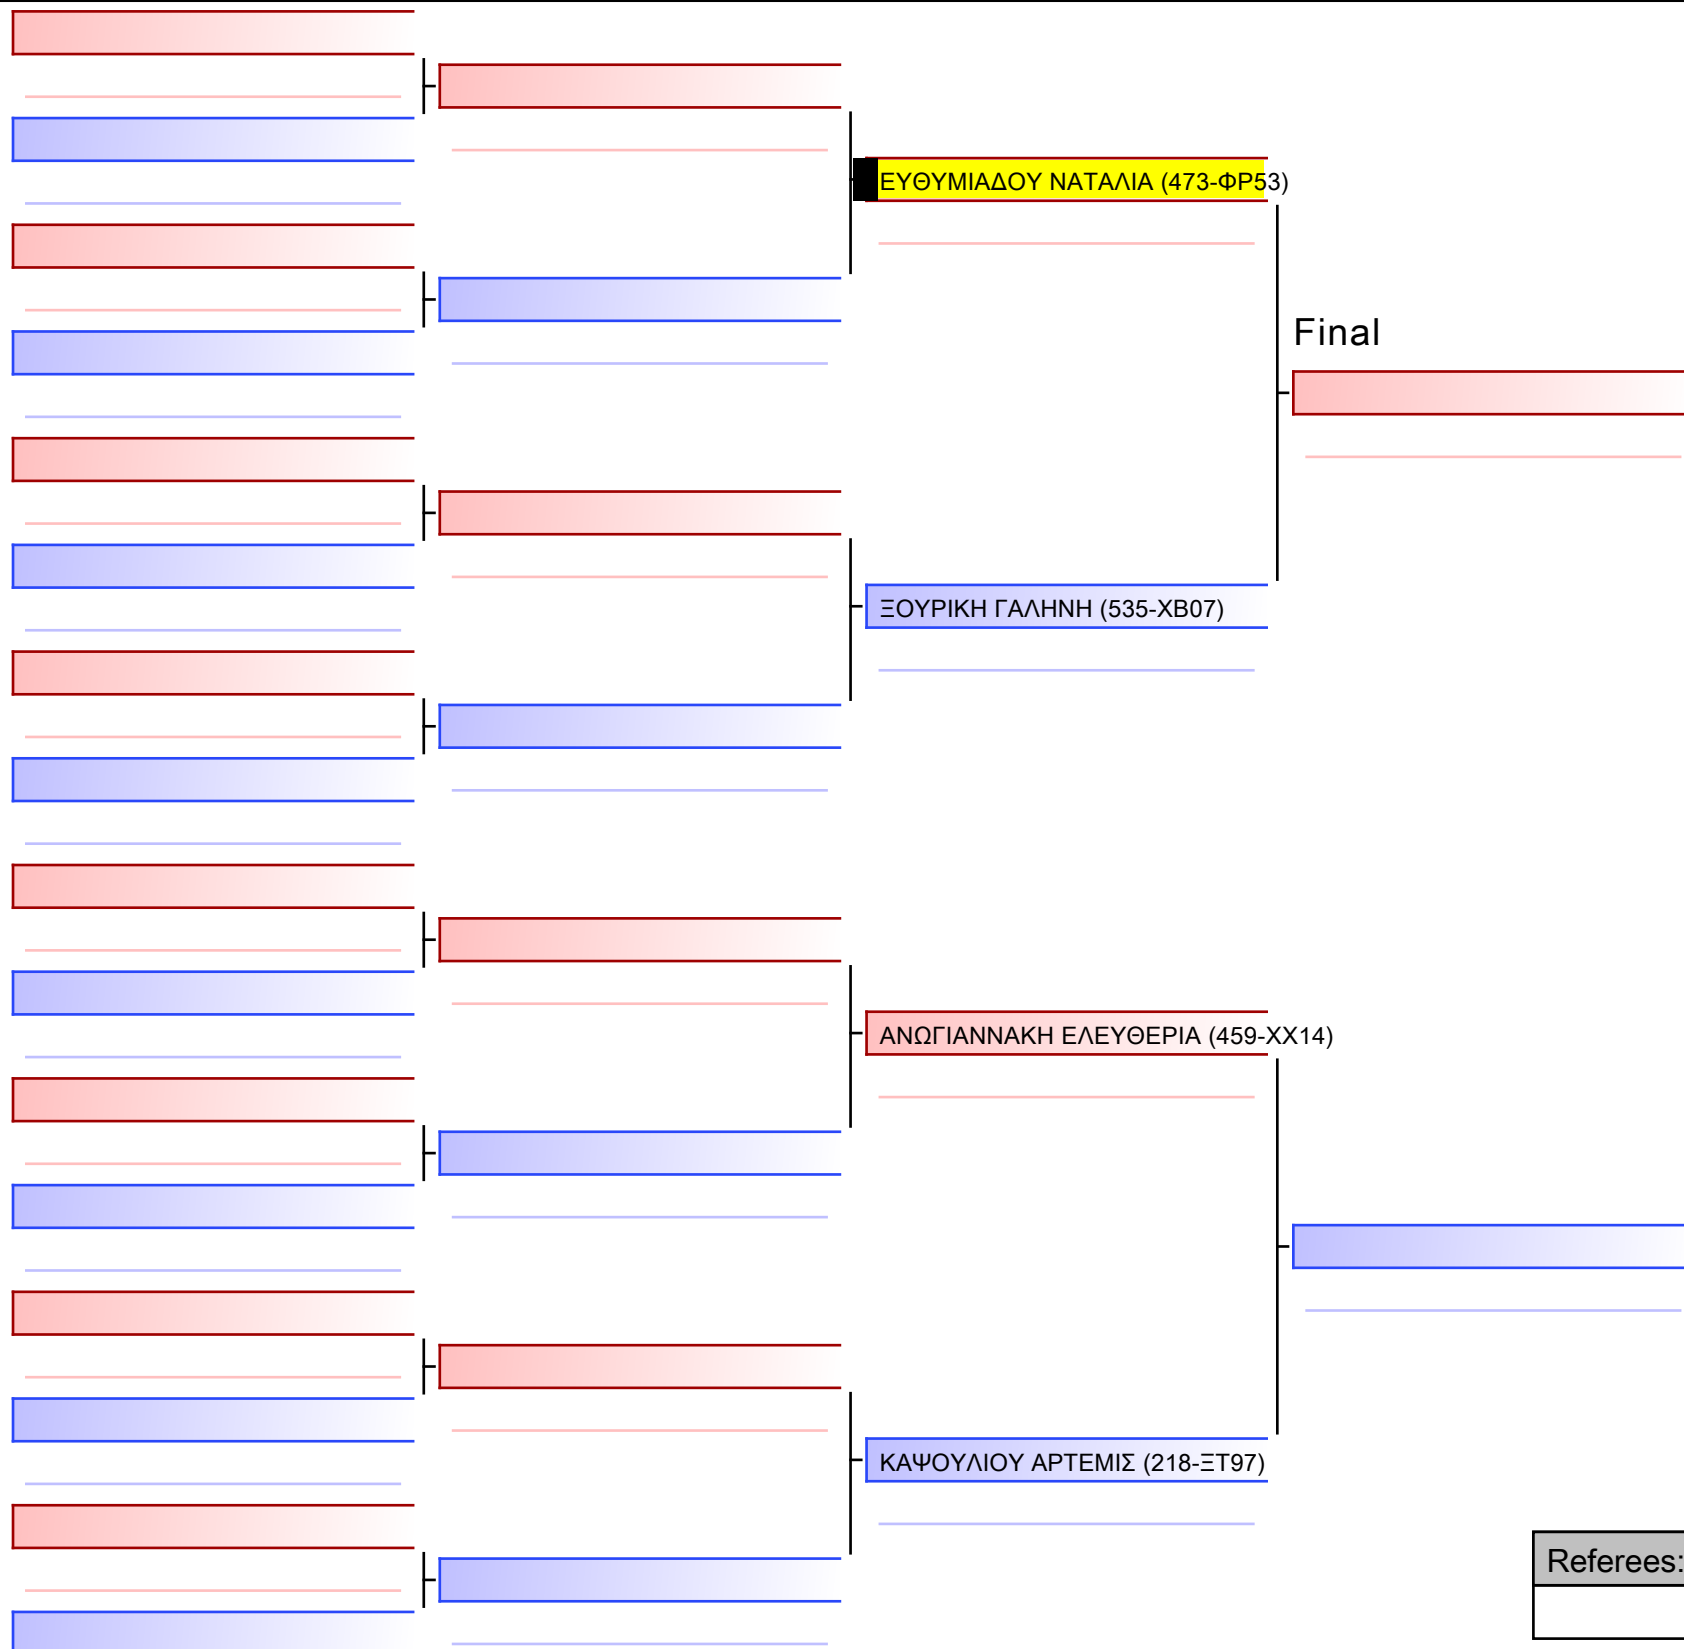 ΕΥΘΥΜΙΑΔΟΥ ΝΑΤΑΛΙΑ (473-ΦΡ53)
Final
ΞΟΥΡΙΚΗ ΓΑΛΗΝΗ (535-ΧΒ07)
ΑΝΩΓΙΑΝΝΑΚΗ ΕΛΕΥΘΕΡΙΑ (459-ΧΧ14)
ΚΑΨΟΥΛΙΟΥ ΑΡΤΕΜΙΣ (218-ΞΤ97)
Referees: